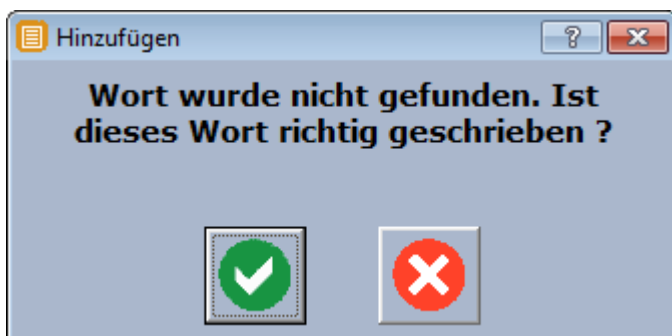 Hinzufügen
Wort wurde nicht gefunden. Ist
dieses Wort richtig geschrieben ?